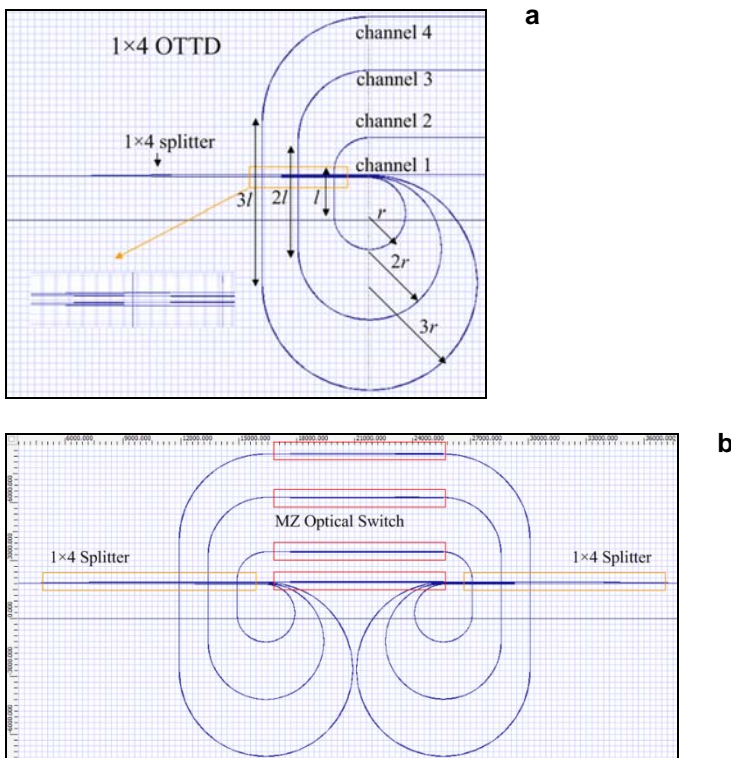 a
1×4 OTTD
channel 4
channel 3
channel 2
1×4 splitter
channel 1
3l
2l
l
r
2r
3r
b
6000.000 9000.000 12000.000 15000.000 18000.000 21000.000 24000.000 27000.000 30000.000 33000.000 36000.000
MZ Optical Switch
1×4 Splitter
1×4 Splitter